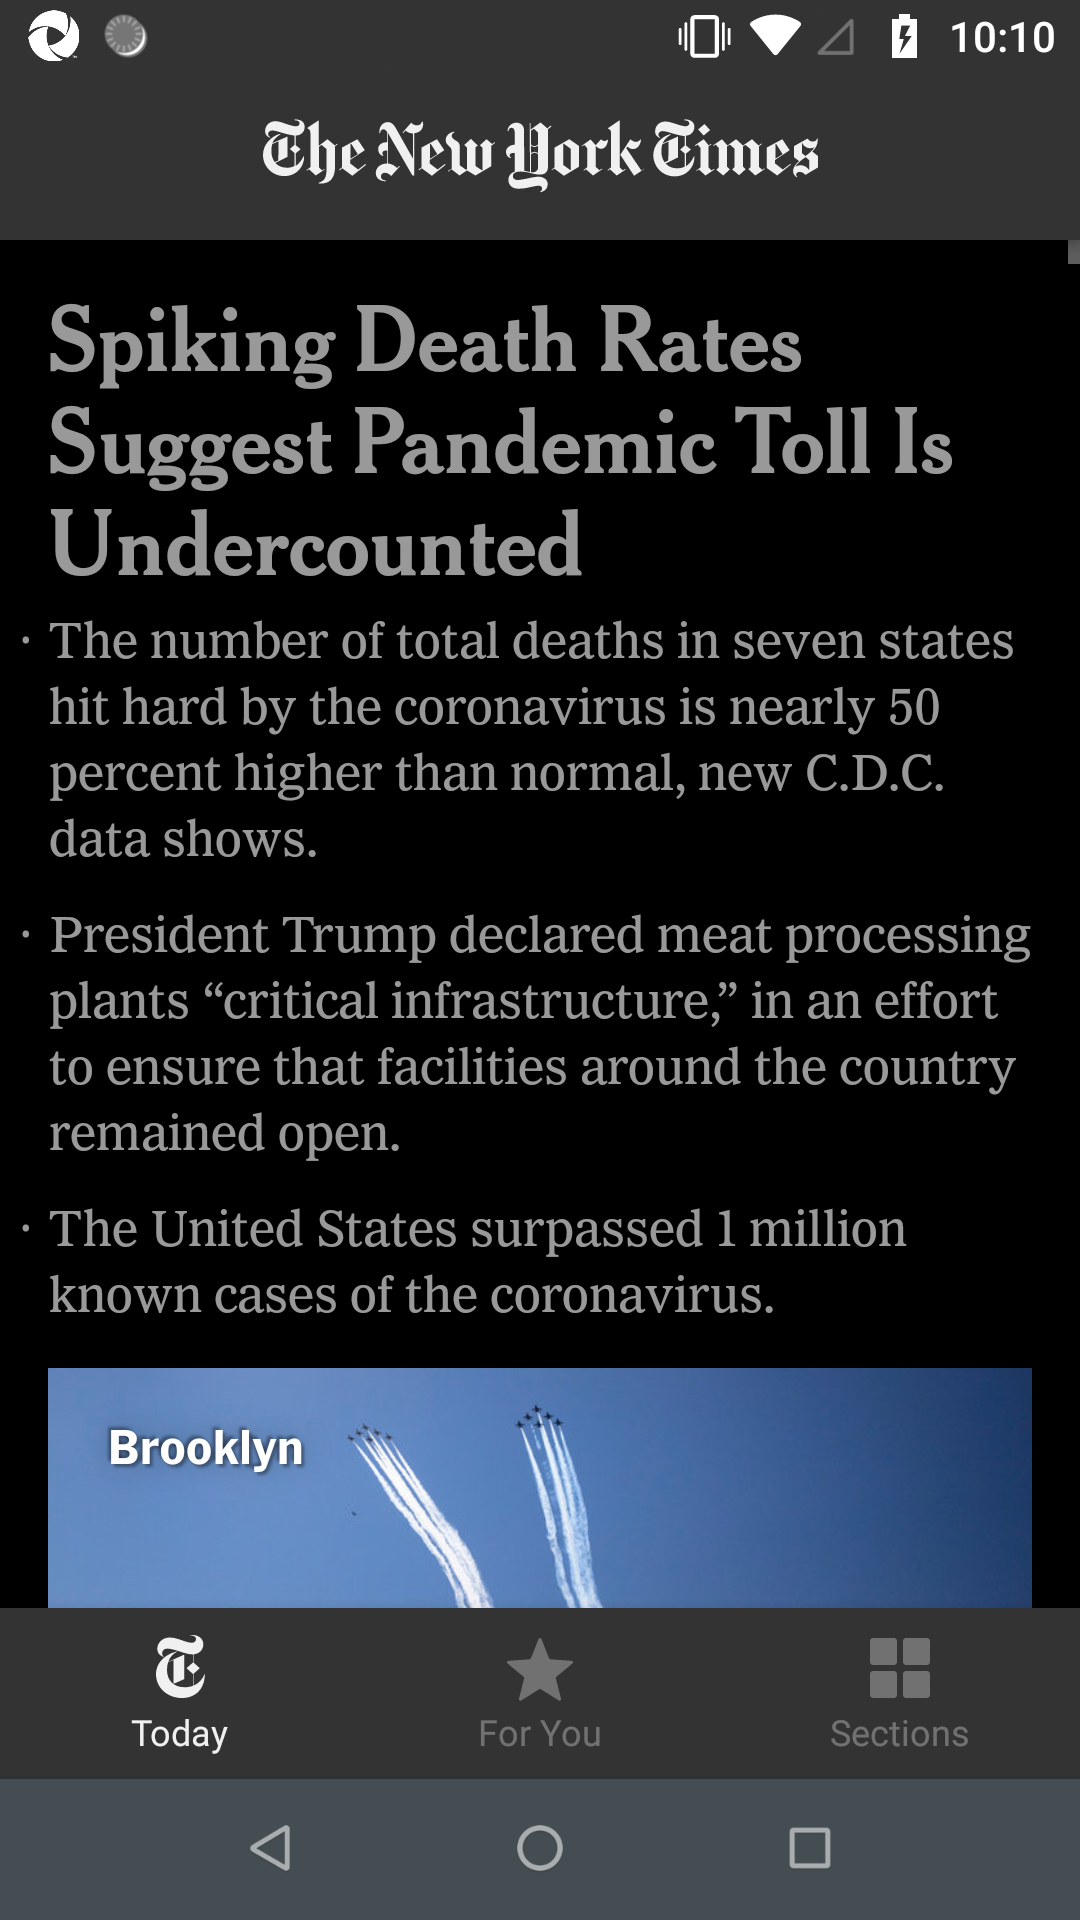 10:10
The New York Times
Spiking Death Rates
Suggest Pandemic Toll Is
Undercounted
· The number of total deaths in seven states
hit hard by the coronavirus is nearly 50
percent higher than normal, new C.D.C.
data shows.
· President Trump declared meat processing
plants “critical infrastructure,” in an effort
to ensure that facilities around the country
remained open.
· The United States surpassed 1 million
known cases of the coronavirus.
Brooklyn
Today
For You
Sections